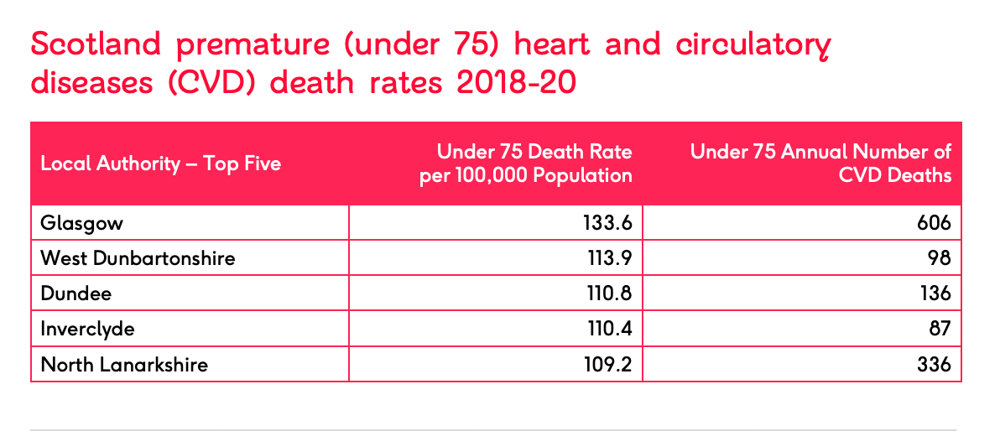 Scotland premature (under 75) heart and circulatory
diseases (CVD) death rates 2018-20
Local Authority – Top Five
Under 75 Death Rate
per 100,000 Population
Under 75 Annual Number of
CVD Deaths
Glasgow 133.6 606
West Dunbartonshire 113.9 98
Dundee 110.8 136
Inverclyde 110.4 87
North Lanarkshire 109.2 336